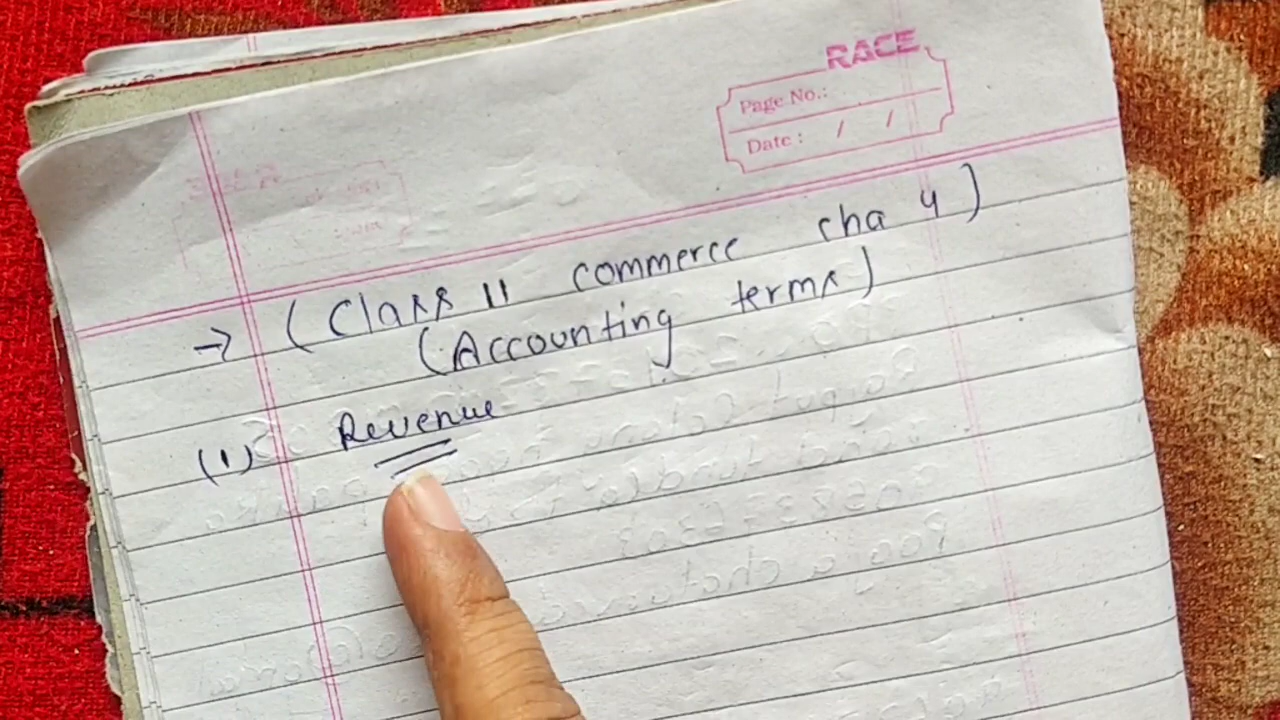 RACE
Page No.:
Date : / /
→ (Class 11 commerce cha 4)
(Accounting terms)
(1) Revenue